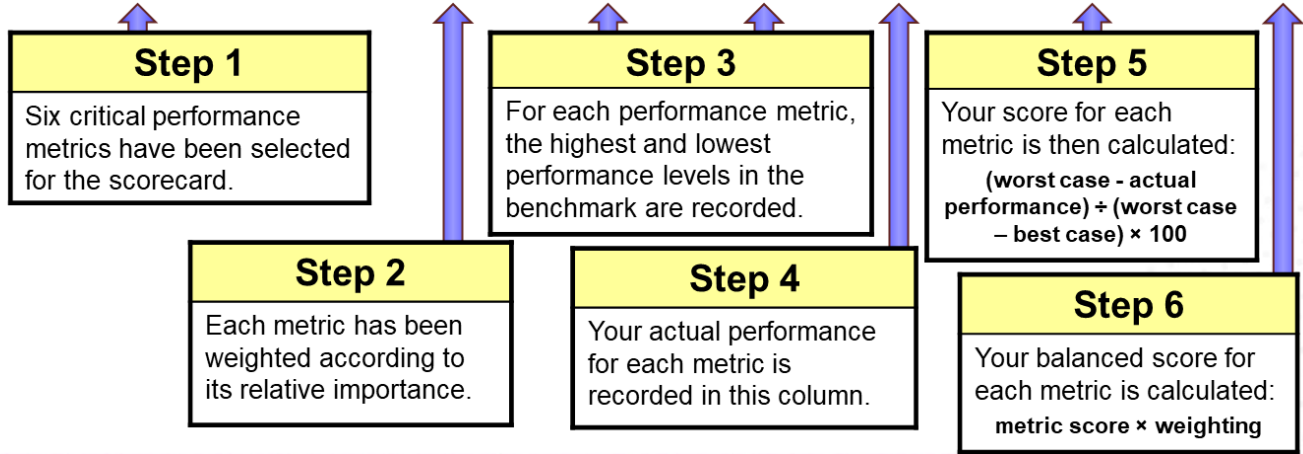 Step 1
Six critical performance
metrics have been selected
for the scorecard.
Step 2
Each metric has been
weighted according to
its relative importance.
Step 3
For each performance metric,
the highest and lowest
performance levels in the
benchmark are recorded.
Step 4
Your actual performance
for each metric is
recorded in this column.
Step 5
Your score for each
metric is then calculated:
(worst case - actual
performance) ÷ (worst case
– best case) × 100
Step 6
Your balanced score for
each metric is calculated:
metric score × weighting